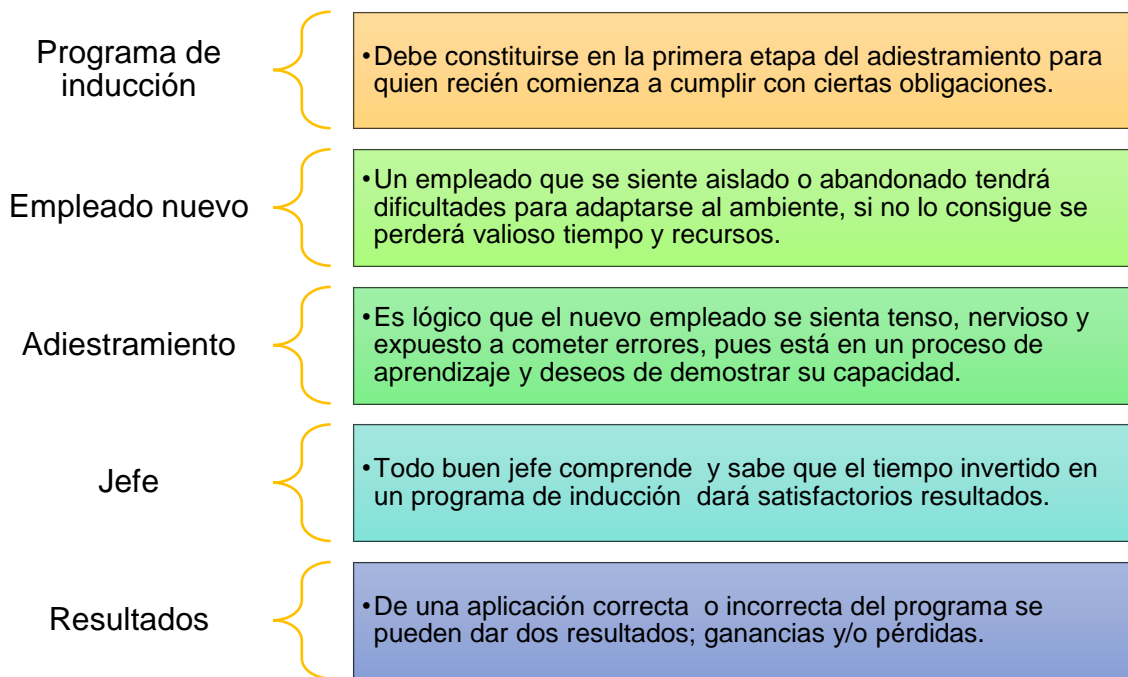 Programa de
inducción
•Debe constituirse en la primera etapa del adiestramiento para
quien recién comienza a cumplir con ciertas obligaciones.
Empleado nuevo
•Un empleado que se siente aislado o abandonado tendrá
dificultades para adaptarse al ambiente, si no lo consigue se
perderá valioso tiempo y recursos.
Adiestramiento
•Es lógico que el nuevo empleado se sienta tenso, nervioso y
expuesto a cometer errores, pues está en un proceso de
aprendizaje y deseos de demostrar su capacidad.
Jefe
•Todo buen jefe comprende  y sabe que el tiempo invertido en
un programa de inducción  dará satisfactorios resultados.
Resultados
•De una aplicación correcta  o incorrecta del programa se
pueden dar dos resultados; ganancias y/o pérdidas.